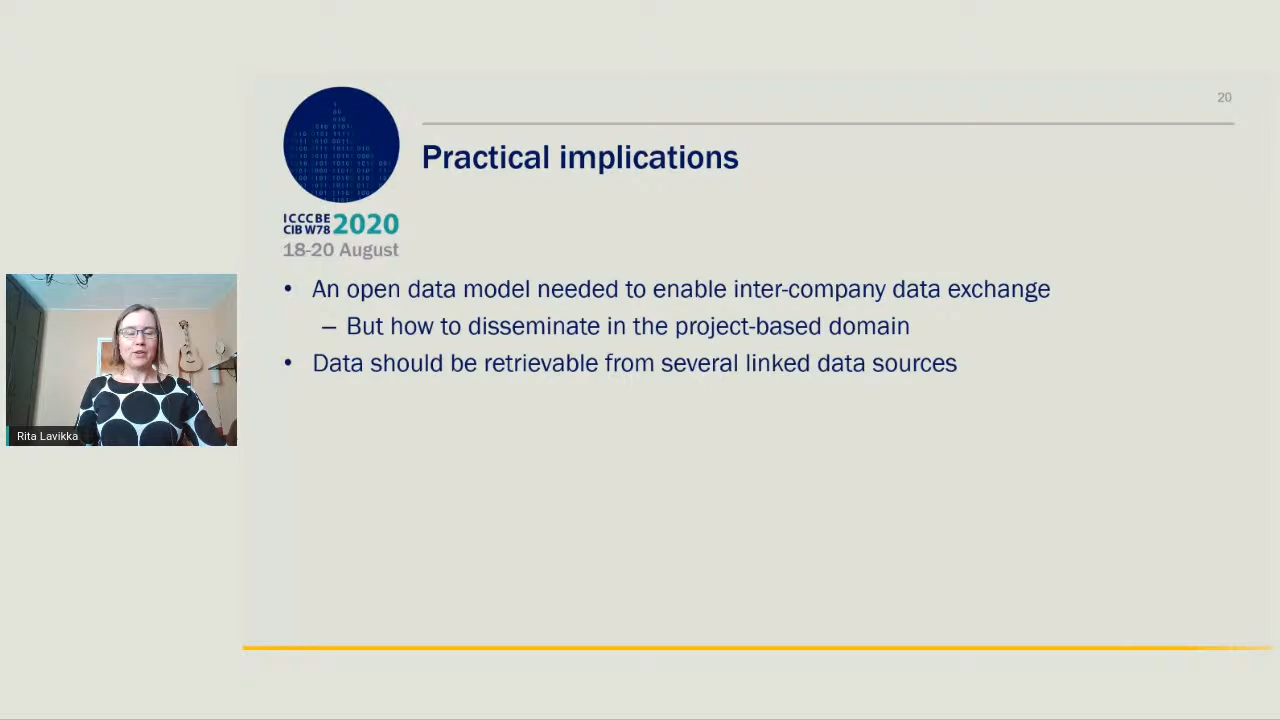 20
Practical implications
ICCCBE
CIB W78 2020
18-20 August
• An open data model needed to enable inter-company data exchange
– But how to disseminate in the project-based domain
• Data should be retrievable from several linked data sources
Rita Lavikka